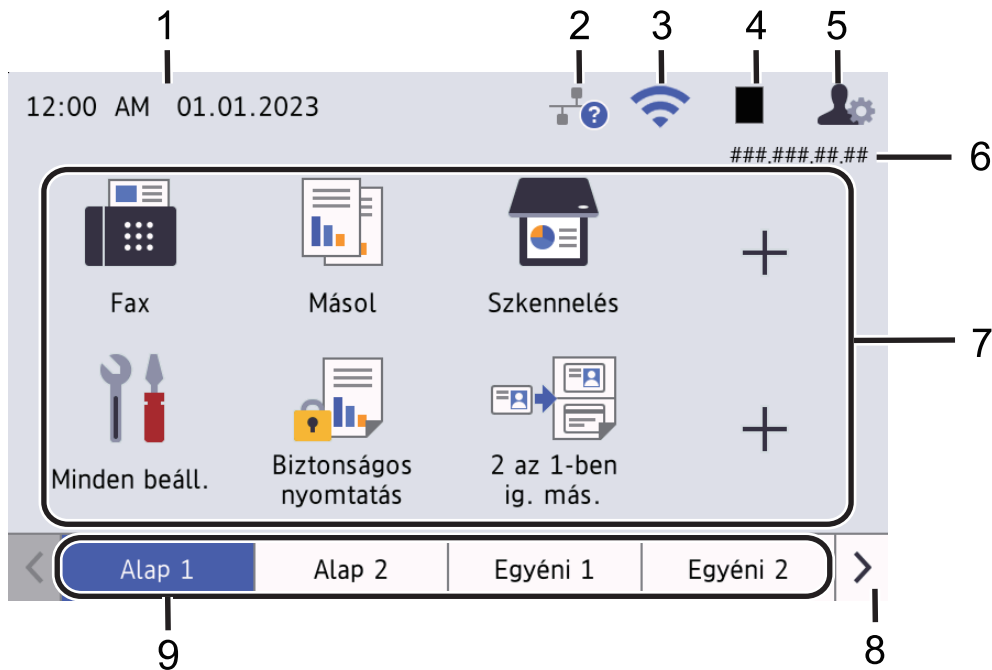 1 2 3 4 5
12:00 AM 01.01.2023
?
###.###.##.## 6
Fax Másol Szkennelés
7
Minden beáll. Biztonságos nyomtatás 2 az 1-ben ig. más.
Alap 1 Alap 2 Egyéni 1 Egyéni 2
9 8